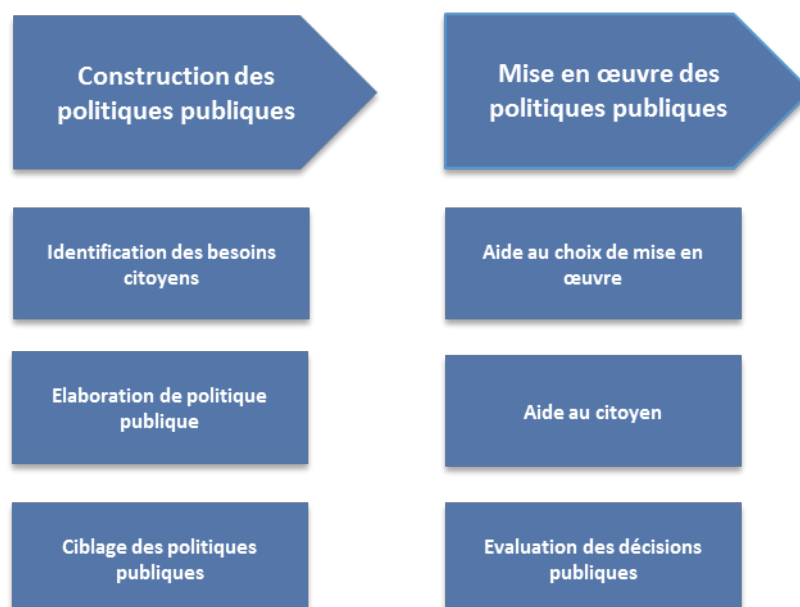 Construction des
politiques publiques
Identification des besoins
citoyens
Elaboration de politique
publique
Ciblage des politiques
publiques
Mise en œuvre des
politiques publiques
Aide au choix de mise en
œuvre
Aide au citoyen
Evaluation des décisions
publiques